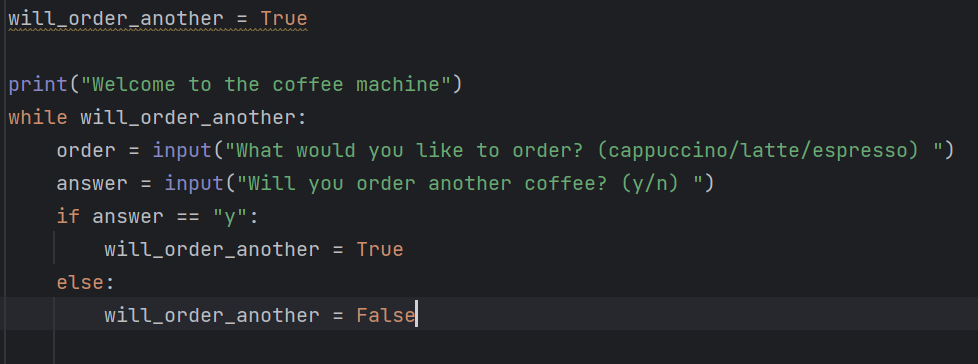 will_order_another = True
print("Welcome to the coffee machine")
while will_order_another:
    order = input("What would you like to order? (cappuccino/latte/espresso) ")
    answer = input("Will you order another coffee? (y/n) ")
    if answer == "y":
        will_order_another = True
    else:
        will_order_another = False